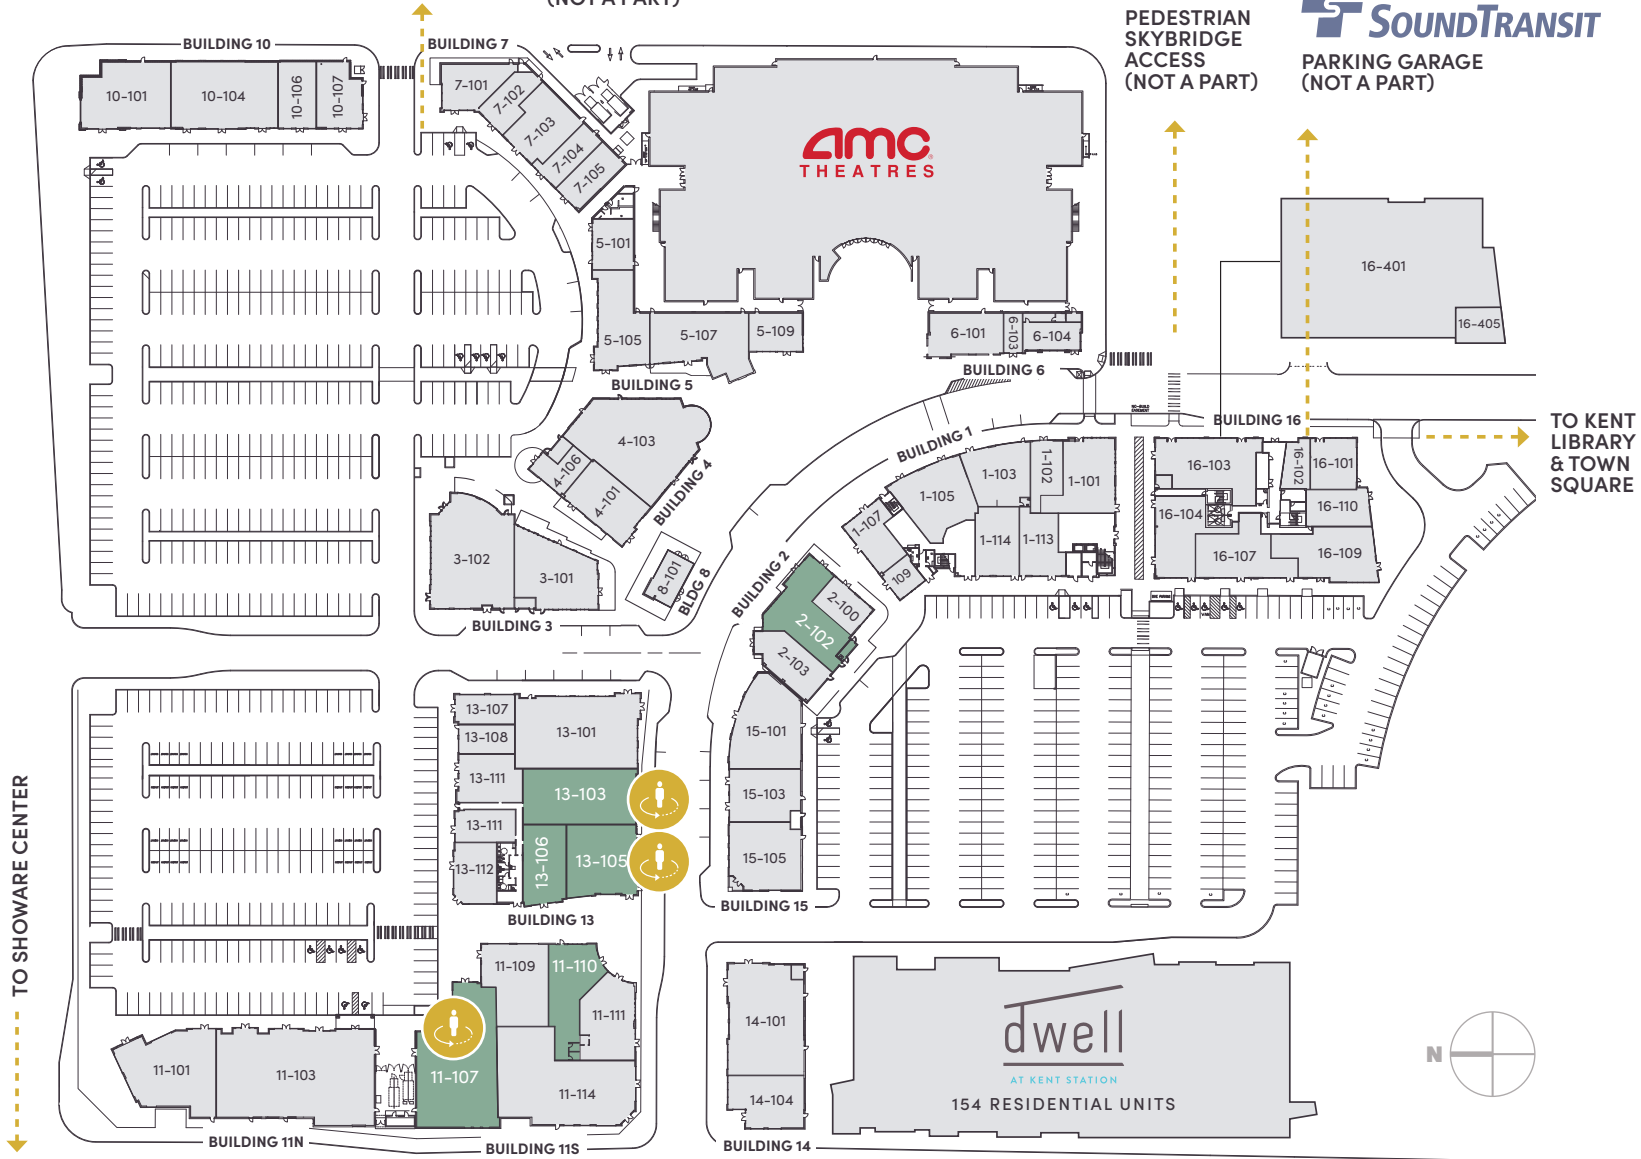 (NOT A PART)
PEDESTRIAN
SKYBRIDGE
ACCESS
(NOT A PART)
SOUNDTRANSIT
PARKING GARAGE
(NOT A PART)
BUILDING 10
10-101
10-104
10-106
10-107
BUILDING 7
7-101
7-102
7-103
7-104
7-105
amc
THEATRES
5-101
5-105
5-107
5-109
BUILDING 5
6-101
6-103
6-104
BUILDING 6
16-401
16-405
4-103
4-106
4-101
BUILDING 4
3-102
3-101
BUILDING 3
8-101
BLDG 8
BUILDING 1
1-107
109
1-105
1-103
1-102
1-101
1-114
1-113
BUILDING 16
16-103
16-102
16-101
16-104
16-110
16-107
16-109
TO KENT
LIBRARY
& TOWN
SQUARE
BUILDING 2
2-100
2-102
2-103
13-107
13-108
13-101
13-111
13-103
13-111
13-106
13-105
13-112
BUILDING 13
15-101
15-103
15-105
BUILDING 15
TO SHOWARE CENTER
11-109
11-110
11-111
11-101
11-103
11-107
11-114
BUILDING 11N
BUILDING 11S
14-101
14-104
BUILDING 14
dwell
AT KENT STATION
154 RESIDENTIAL UNITS
N